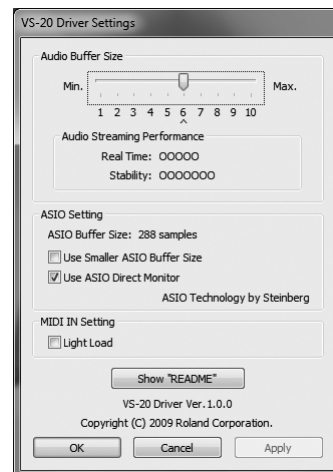 VS-20 Driver Settings
Audio Buffer Size
Min. Max.
1 2 3 4 5 6 7 8 9 10
^
Audio Streaming Performance
Real Time: OOOOO
Stability: OOOOOOO
ASIO Setting
ASIO Buffer Size: 288 samples
Use Smaller ASIO Buffer Size
Use ASIO Direct Monitor
ASIO Technology by Steinberg
MIDI IN Setting
Light Load
Show "README"
VS-20 Driver Ver.1.0.0
Copyright (C) 2009 Roland Corporation.
OK Cancel Apply